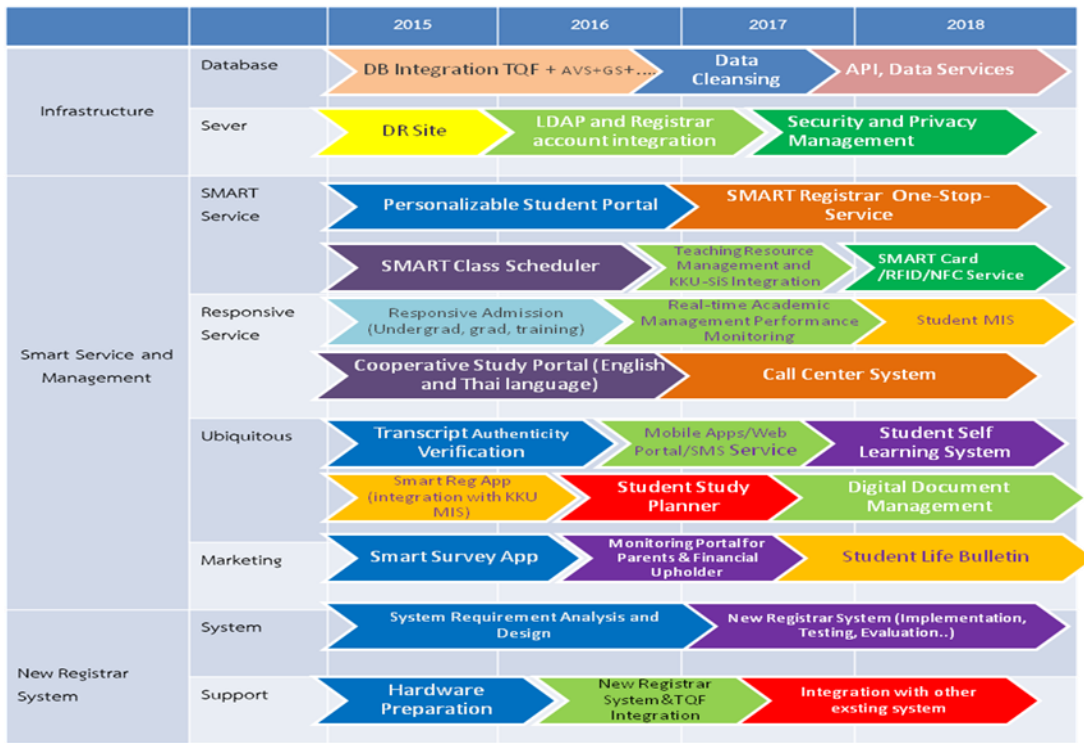 2015 2016 2017 2018
Infrastructure
Database
DB Integration TQF + AVS+GS+....
Data
Cleansing
API, Data Services
Sever
DR Site
LDAP and Registrar
account integration
Security and Privacy
Management
Smart Service and
Management
SMART
Service
Personalizable Student Portal
SMART Registrar One-Stop-
Service
SMART Class Scheduler
Teaching Resource
Management and
KKU-SiS Integration
SMART Card
/RFID/NFC Service
Responsive
Service
Responsive Admission
(Undergrad, grad, training)
Real-time Academic
Management Performance
Monitoring
Student MIS
Cooperative Study Portal (English
and Thai language)
Call Center System
Ubiquitous
Transcript Authenticity
Verification
Mobile Apps/Web
Portal/SMS Service
Student Self
Learning System
Smart Reg App
(integration with KKU
MIS)
Student Study
Planner
Digital Document
Management
Marketing
Smart Survey App
Monitoring Portal for
Parents & Financial
Upholder
Student Life Bulletin
New Registrar
System
System
System Requirement Analysis and
Design
New Registrar System (Implementation,
Testing, Evaluation..)
Support
Hardware
Preparation
New Registrar
System&TQF
Integration
Integration with other
exsting system